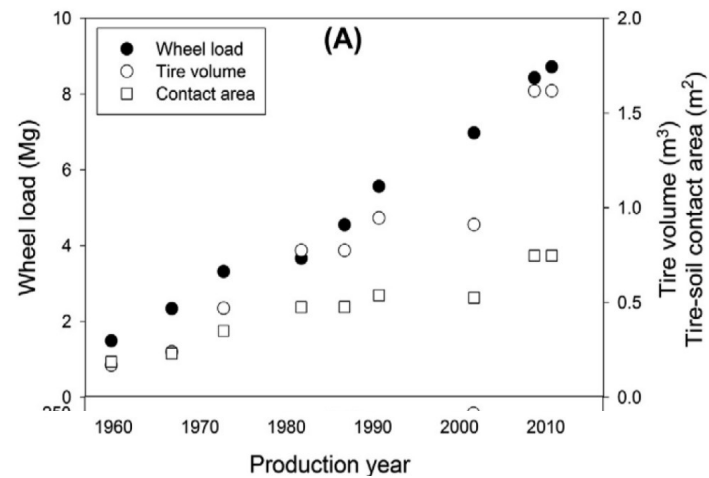 (A)
Wheel load
Tire volume
Contact area
10
8
6
4
2
0
250
Wheel load (Mg)
2.0
1.5
1.0
0.5
0.0
Tire volume (m³)
Tire-soil contact area (m²)
1960 1970 1980 1990 2000 2010
Production year